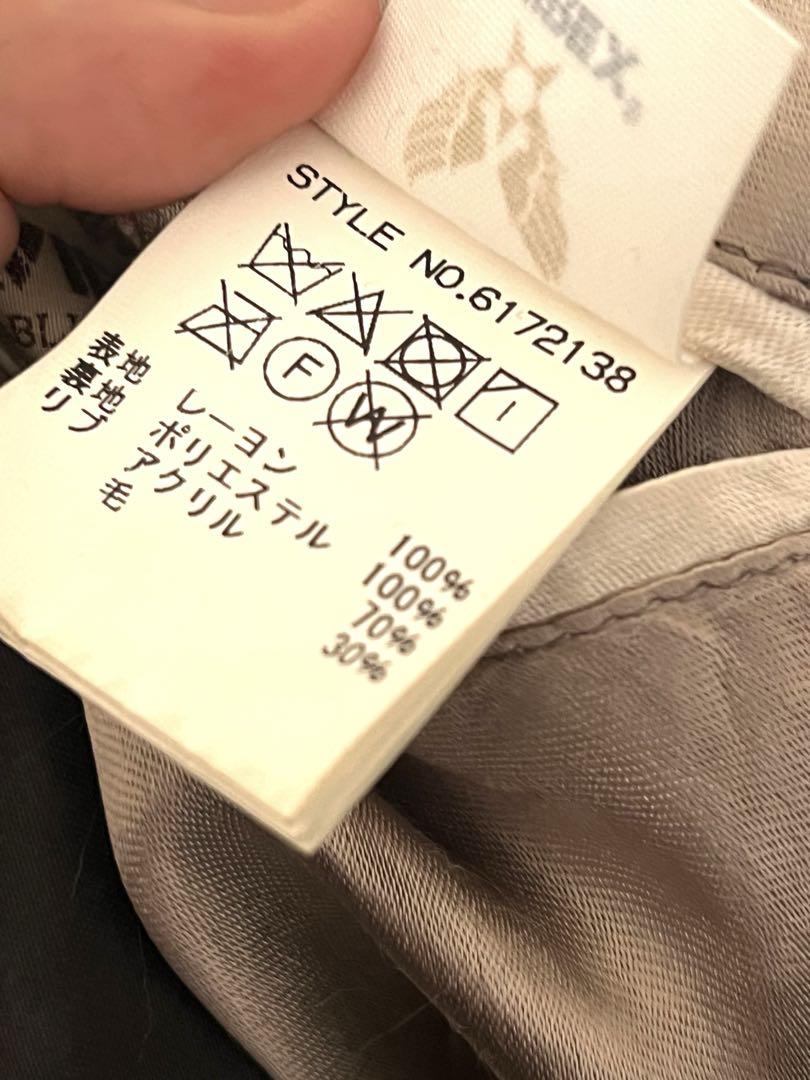 STYLE NO.6172138
F
W
表地 レーヨン 100%
裏地 ポリエステル 100%
リブ アクリル 70%
毛 30%